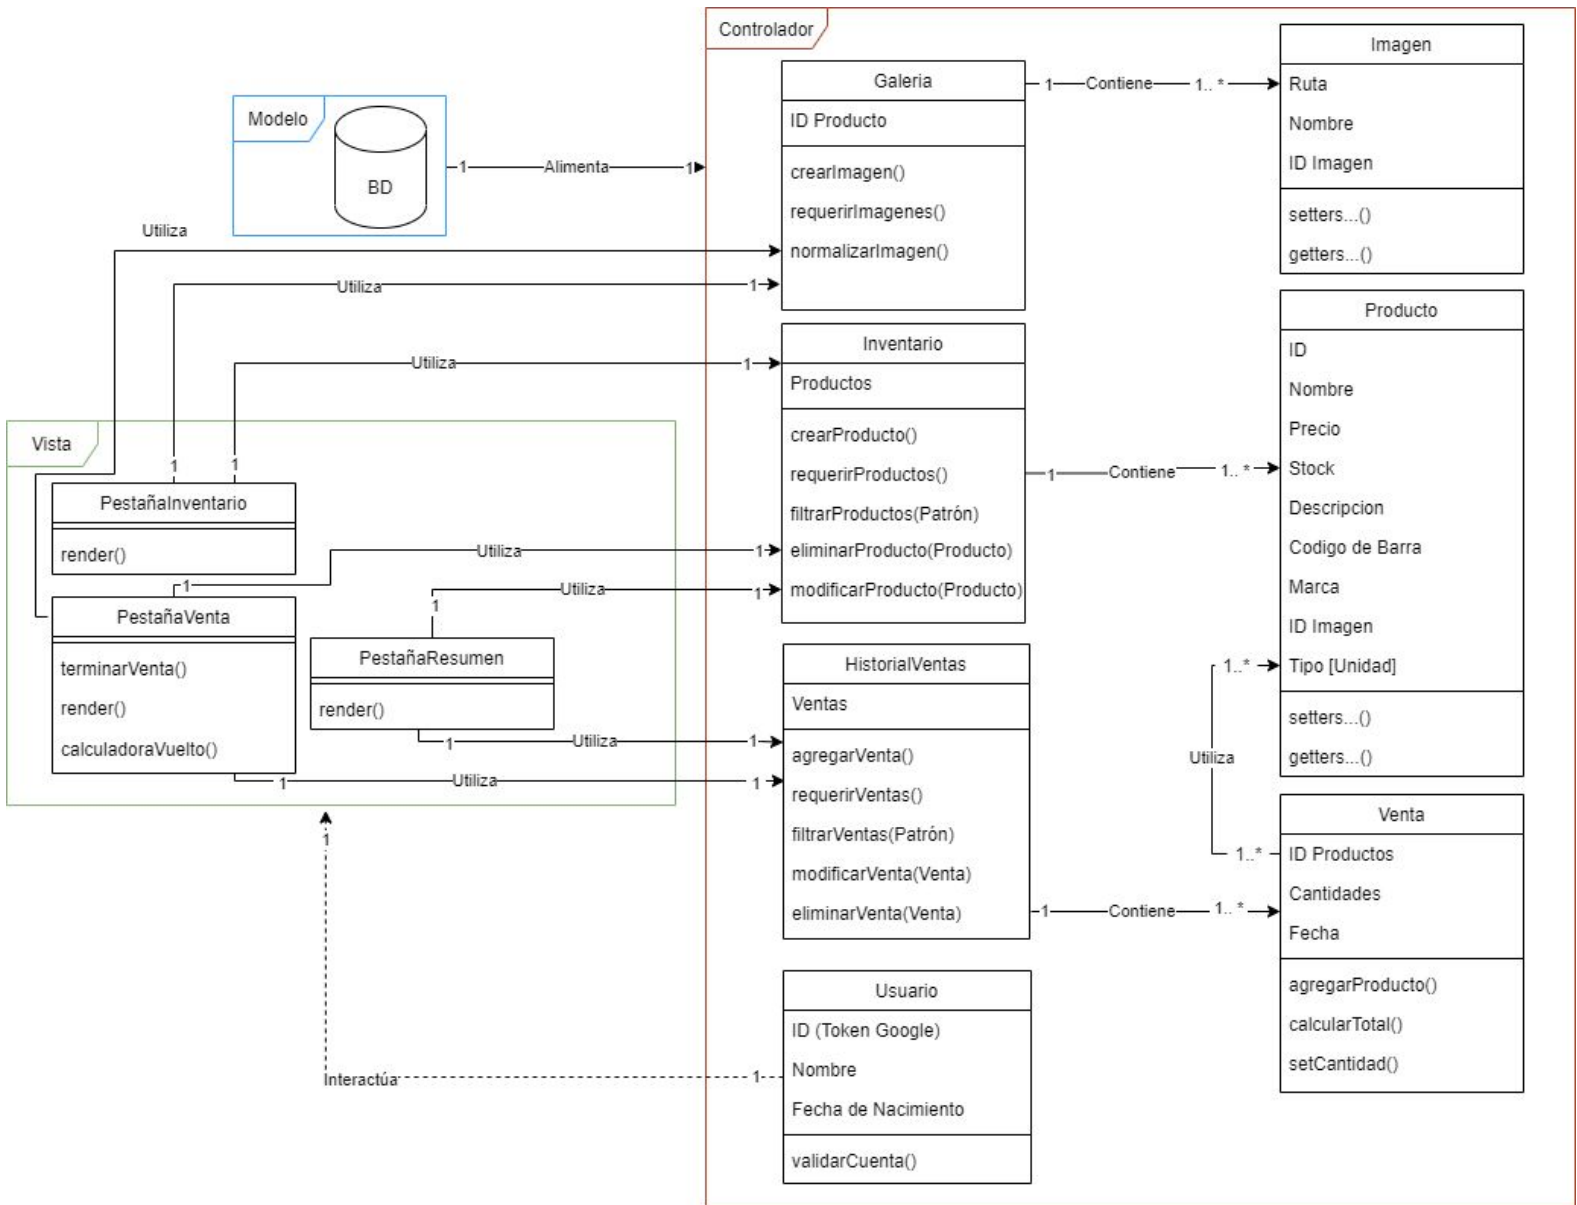 Controlador
Galeria
ID Producto
crearImagen()
requerirImagenes()
normalizarImagen()
1
Contiene
1.. *
Imagen
Ruta
Nombre
ID Imagen
setters...()
getters...()
Modelo
BD
1
Alimenta
1
Utiliza
Utiliza
1
Utiliza
1
Inventario
Productos
crearProducto()
requerirProductos()
filtrarProductos(Patrón)
eliminarProducto(Producto)
modificarProducto(Producto)
1
Contiene
1.. *
Producto
ID
Nombre
Precio
Stock
Descripcion
Codigo de Barra
Marca
ID Imagen
Tipo [Unidad]
setters...()
getters...()
Vista
1
1
PestañaInventario
render()
1
Utiliza
1
PestañaVenta
terminarVenta()
render()
calculadoraVuelto()
1
Utiliza
1
PestañaResumen
render()
1
Utiliza
1
1
Utiliza
1
HistorialVentas
Ventas
agregarVenta()
requerirVentas()
filtrarVentas(Patrón)
modificarVenta(Venta)
eliminarVenta(Venta)
1
Contiene
1.. *
1..*
Utiliza
1..*
Venta
ID Productos
Cantidades
Fecha
agregarProducto()
calcularTotal()
setCantidad()
1
Interactúa
1
Usuario
ID (Token Google)
Nombre
Fecha de Nacimiento
validarCuenta()